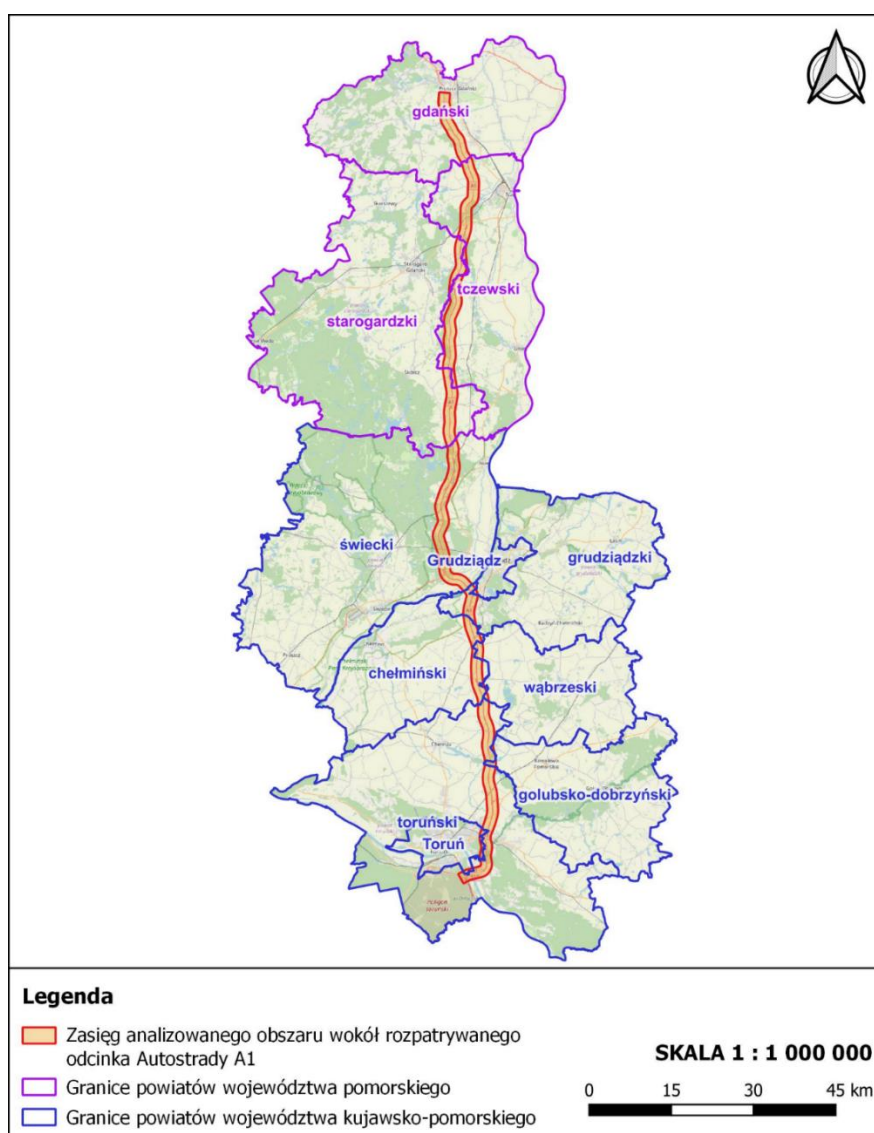 gdański
tczewski
starogardzki
świecki
Grudziądz
grudziądzki
chełmiński
wąbrzeski
golubsko-dobrzyński
toruński
Toruń
Legenda
Zasięg analizowanego obszaru wokół rozpatrywanego
odcinka Autostrady A1
Granice powiatów województwa pomorskiego
Granice powiatów województwa kujawsko-pomorskiego
SKALA 1 : 1 000 000
0 15 30 45 km